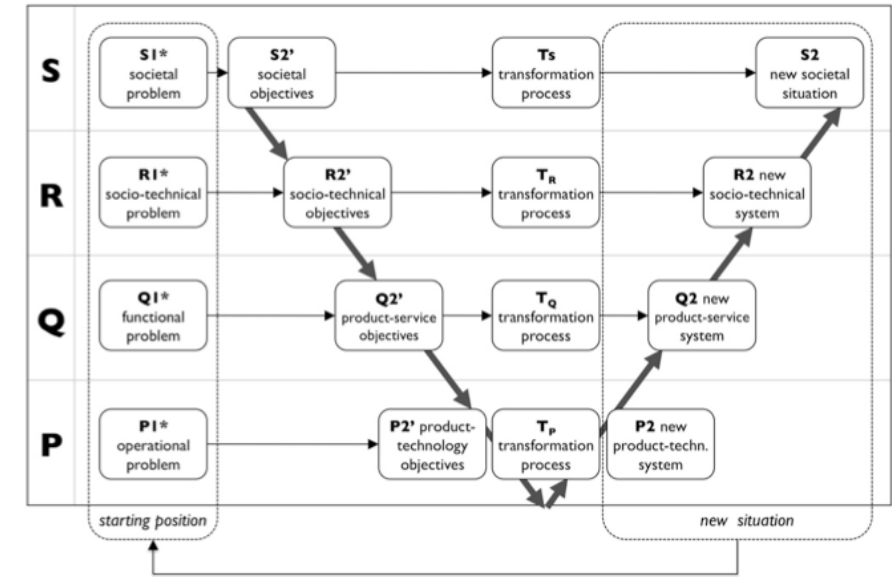 S
S1*
societal
problem
S2’
societal
objectives
Ts
transformation
process
S2
new societal
situation
R
R1*
socio-technical
problem
R2’
socio-technical
objectives
TR
transformation
process
R2 new
socio-technical
system
Q
Q1*
functional
problem
Q2’
product-service
objectives
TQ
transformation
process
Q2 new
product-service
system
P
P1*
operational
problem
P2’ product-
technology
objectives
TP
transformation
process
P2 new
product-techn.
system
starting position
new situation